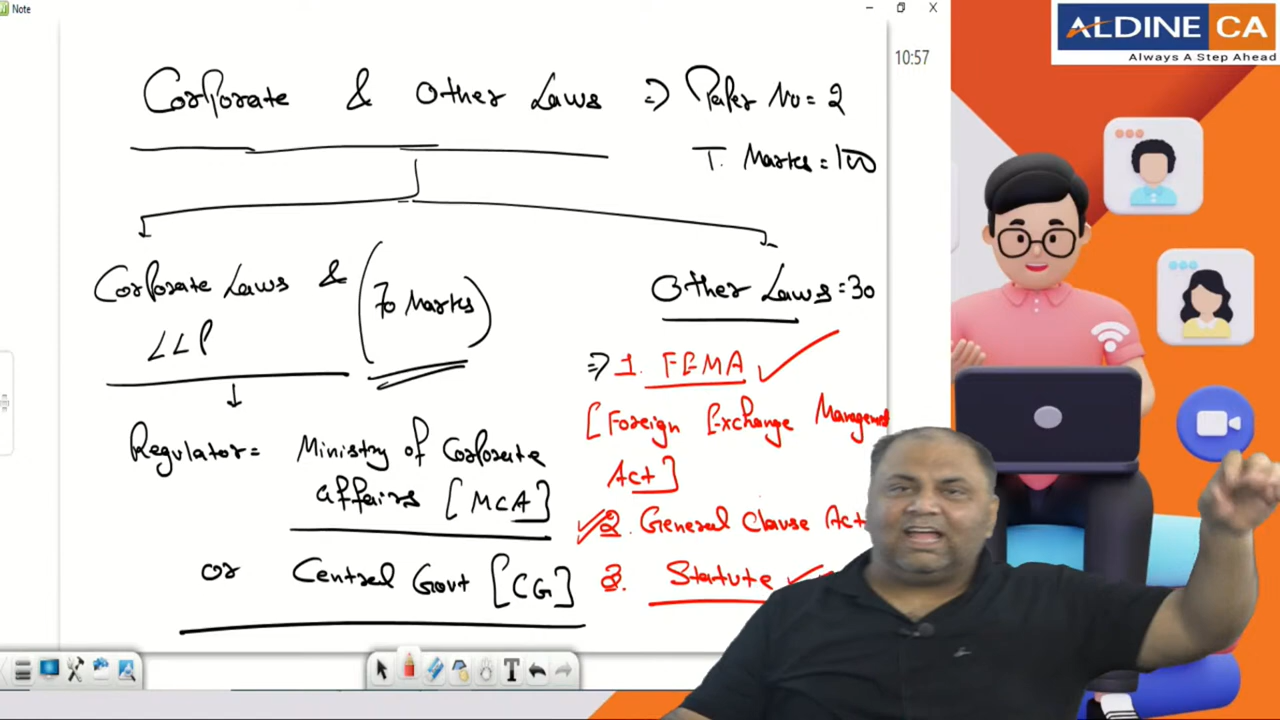 Note
ALDINE CA
Always A Step Ahead
10:57
Corporate & Other Laws => Paper No = 2
T. Marks = 100
Corporate Laws & (70 Marks)
LLP
Other Laws = 30
=> 1. FEMA ✓
[Foreign Exchange Management
Act]
Regulator = Ministry of Corporate
affairs [MCA]
or Central Govt [CG]
2. General Clause Act
3. Statute ✓
T